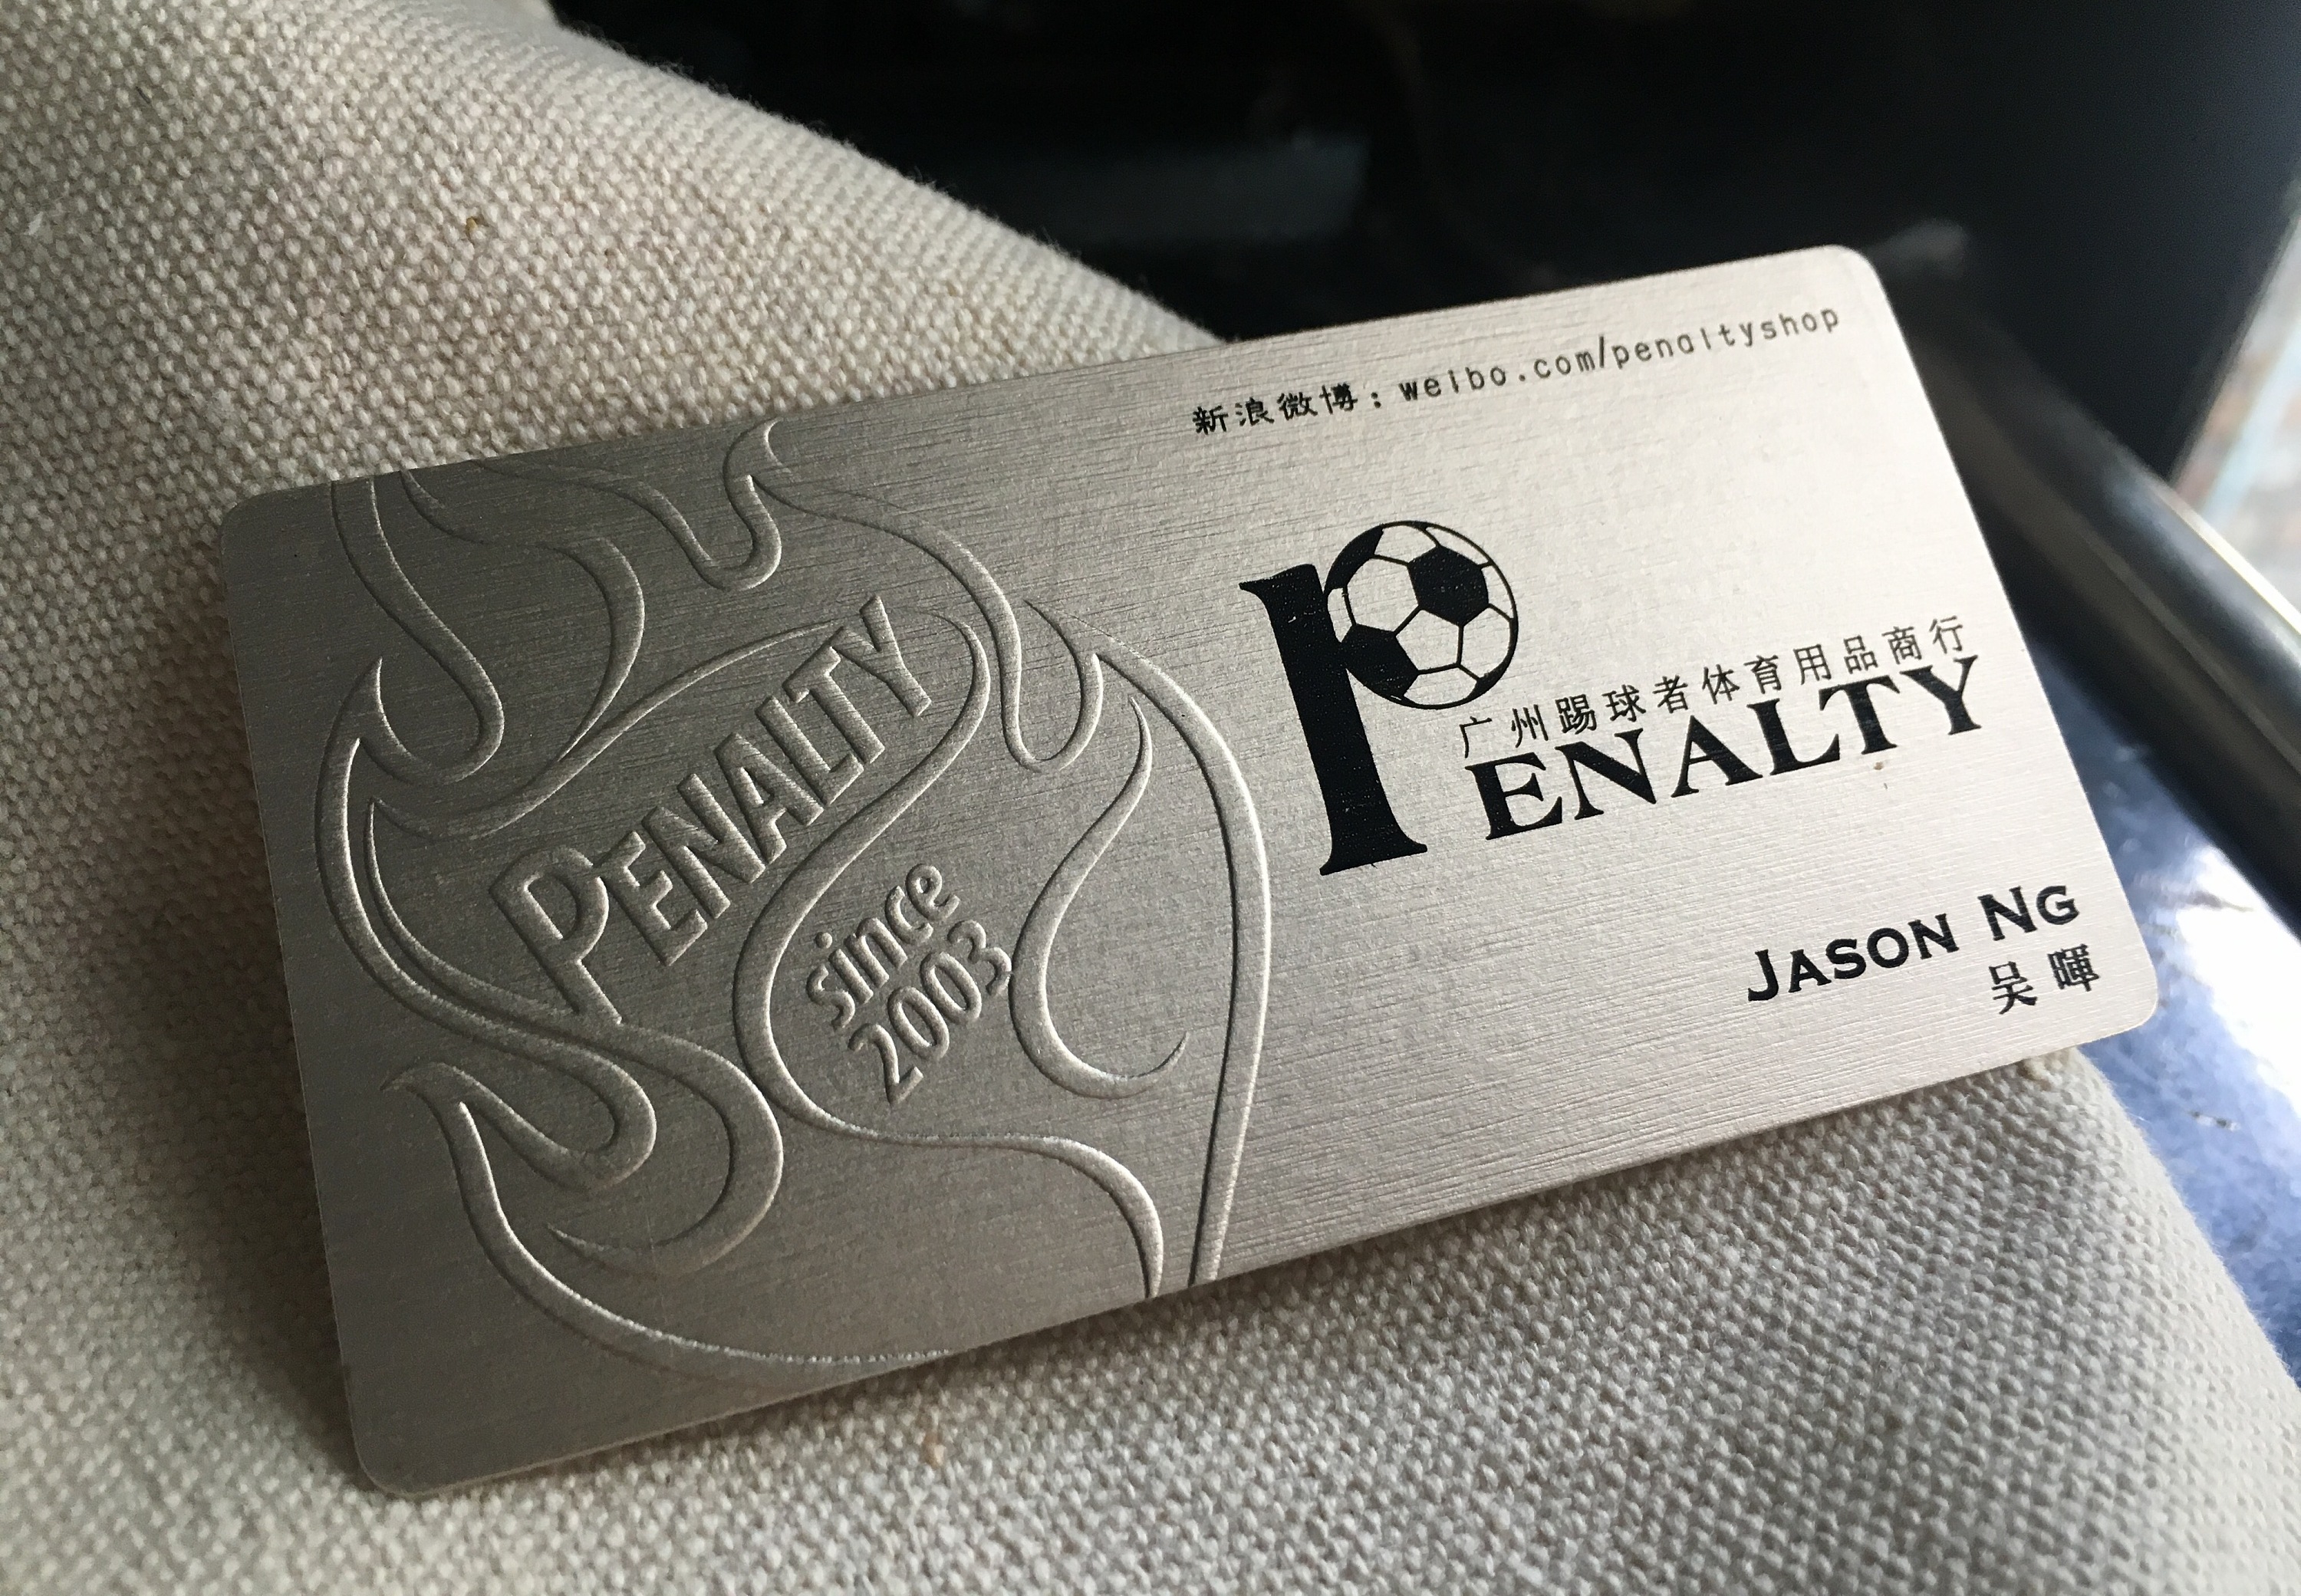 新浪微博：weibo.com/penaltyshop
广州踢球者体育用品商行
PENALTY
JASON NG
吴暉
PENALTY
since
2003